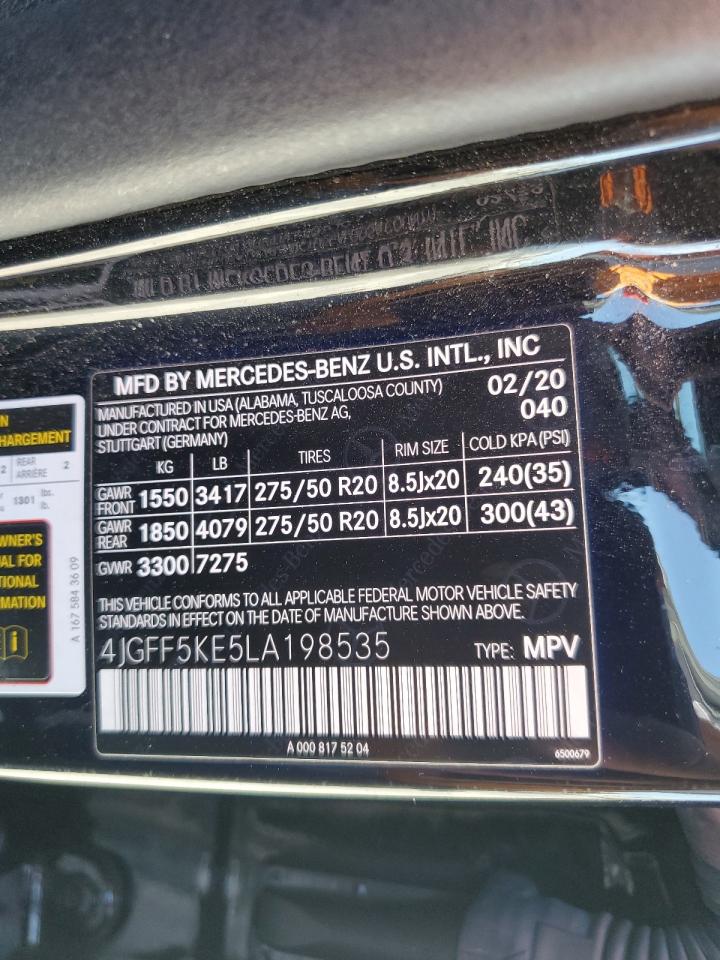 MFD BY MERCEDES-BENZ U.S. INTL., INC
MANUFACTURED IN USA (ALABAMA, TUSCALOOSA COUNTY) 02/20
UNDER CONTRACT FOR MERCEDES-BENZ AG, 040
STUTTGART (GERMANY)
KG LB TIRES RIM SIZE COLD KPA (PSI)
GAWR FRONT 1550 3417 275/50 R20 8.5Jx20 240(35)
GAWR REAR 1850 4079 275/50 R20 8.5Jx20 300(43)
GVWR 3300 7275
THIS VEHICLE CONFORMS TO ALL APPLICABLE FEDERAL MOTOR VEHICLE SAFETY
STANDARDS IN EFFECT ON THE DATE OF MANUFACTURE SHOWN ABOVE.
4JGFF5KE5LA198535 TYPE: MPV
A 000 817 52 04 6500679
HARGEMENT
REAR
ARRIÈRE 2
1301 lbs.
lb.
OWNER'S
FOR
A 167 584 36 09